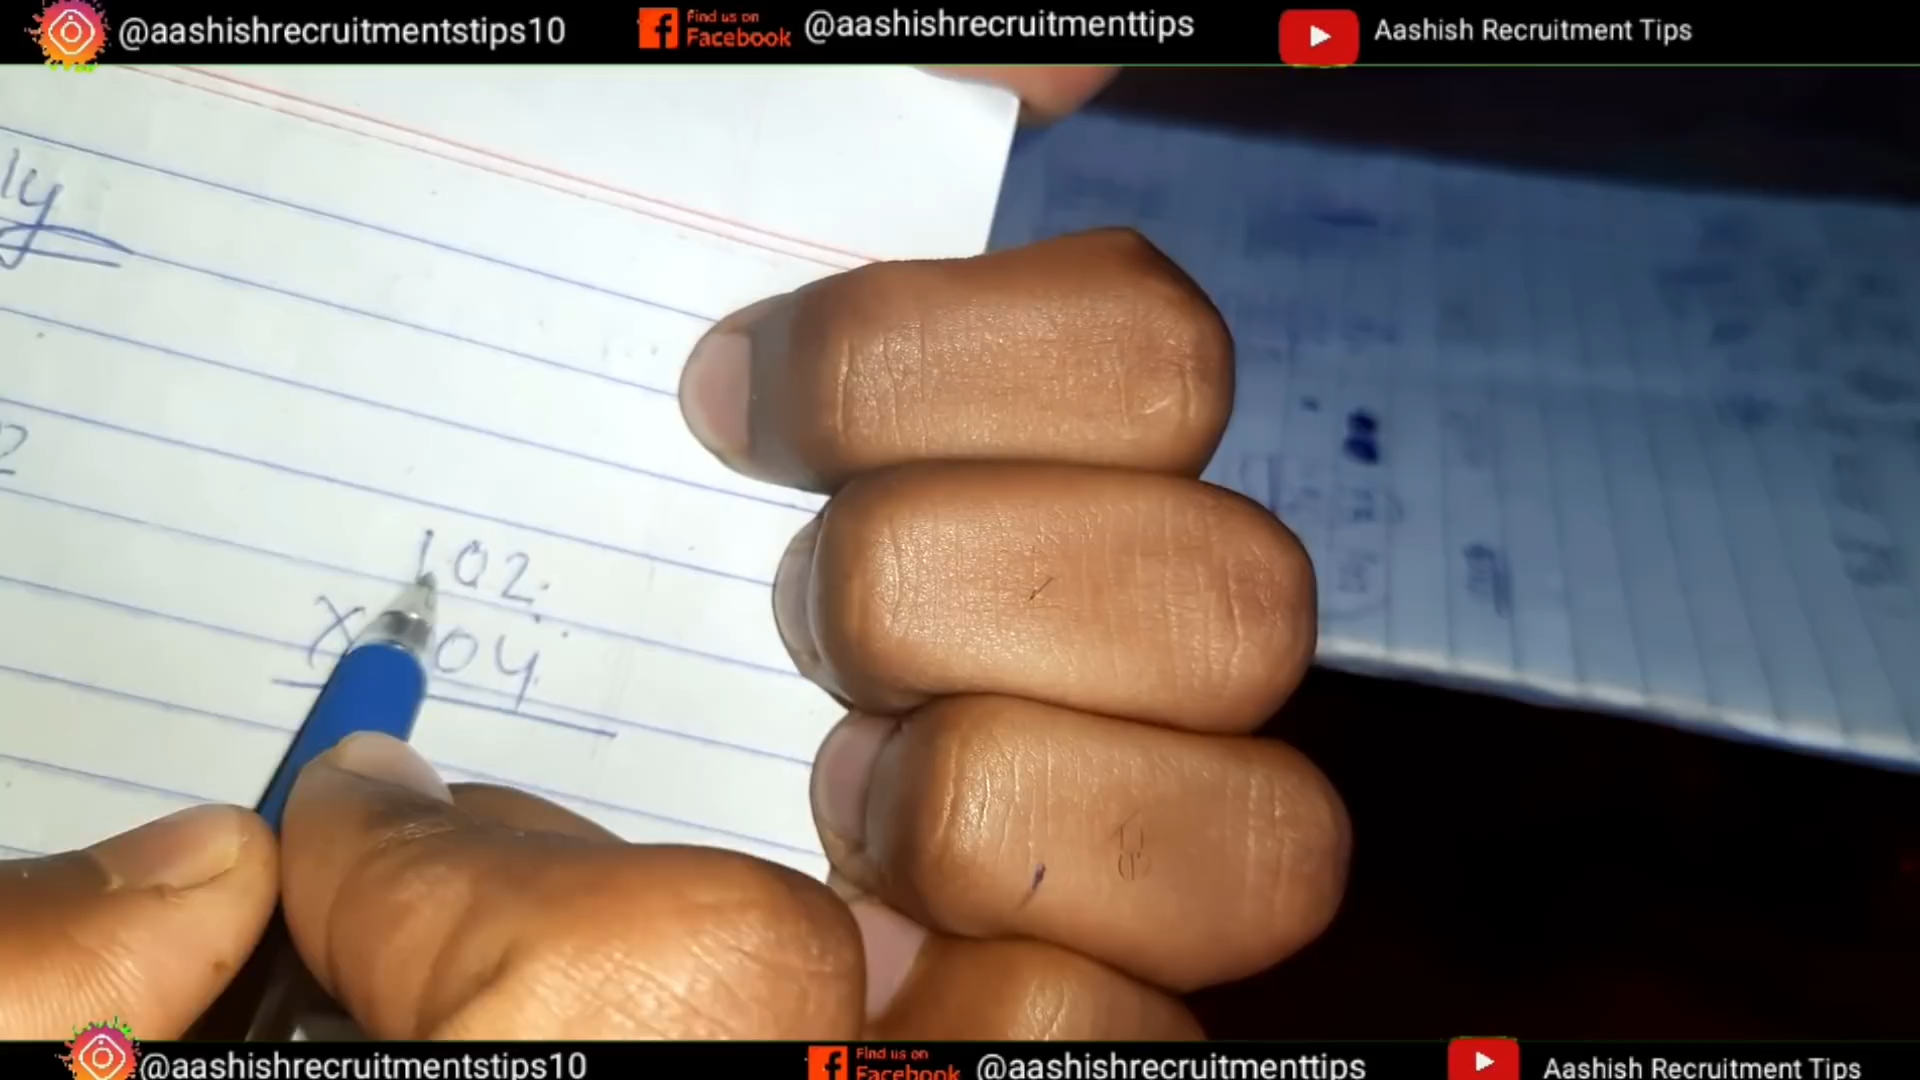 @aashishrecruitmentstips10 Find us on Facebook @aashishrecruitmenttips Aashish Recruitment Tips
ly
2
102
X 04
@aashishrecruitmentstips10 Find us on Facebook @aashishrecruitmenttips Aashish Recruitment Tips